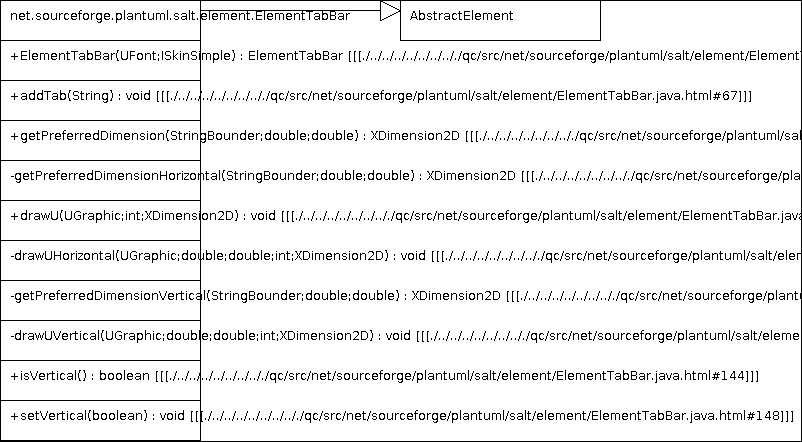 net.sourceforge.plantuml.salt.element.ElementTabBar
AbstractElement
+ElementTabBar(UFont;ISkinSimple) : ElementTabBar [[[./../../../../../../../../qc/src/net/sourceforge/plantuml/salt/element/Element
+addTab(String) : void [[[./../../../../../../../../qc/src/net/sourceforge/plantuml/salt/element/ElementTabBar.java.html#67]]]
+getPreferredDimension(StringBounder;double;double) : XDimension2D [[[./../../../../../../../../qc/src/net/sourceforge/plantuml/sal
-getPreferredDimensionHorizontal(StringBounder;double;double) : XDimension2D [[[./../../../../../../../../qc/src/net/sourceforge/pla
+drawU(UGraphic;int;XDimension2D) : void [[[./../../../../../../../../qc/src/net/sourceforge/plantuml/salt/element/ElementTabBar.java
-drawUHorizontal(UGraphic;double;double;int;XDimension2D) : void [[[./../../../../../../../../qc/src/net/sourceforge/plantuml/salt/elem
-getPreferredDimensionVertical(StringBounder;double;double) : XDimension2D [[[./../../../../../../../../qc/src/net/sourceforge/plant
-drawUVertical(UGraphic;double;double;int;XDimension2D) : void [[[./../../../../../../../../qc/src/net/sourceforge/plantuml/salt/eleme
+isVertical() : boolean [[[./../../../../../../../../qc/src/net/sourceforge/plantuml/salt/element/ElementTabBar.java.html#144]]]
+setVertical(boolean) : void [[[./../../../../../../../../qc/src/net/sourceforge/plantuml/salt/element/ElementTabBar.java.html#148]]]